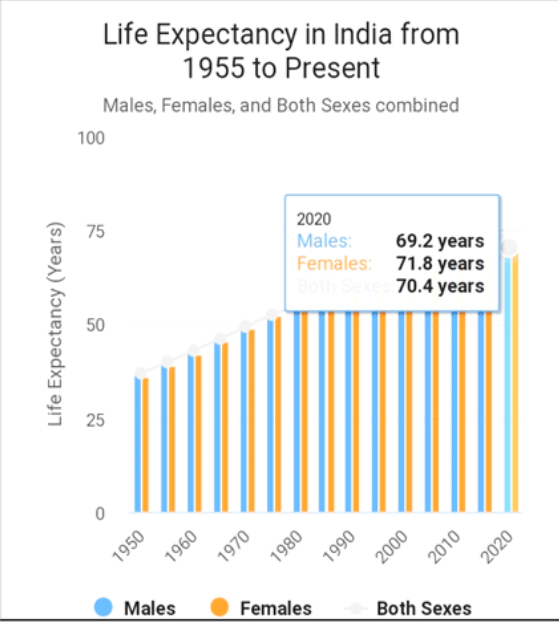 Life Expectancy in India from
1955 to Present
Males, Females, and Both Sexes combined
100
75
50
25
0
Life Expectancy (Years)
2020
Males: 69.2 years
Females: 71.8 years
Both Sexes 70.4 years
1950
1960
1970
1980
1990
2000
2010
2020
Males Females Both Sexes